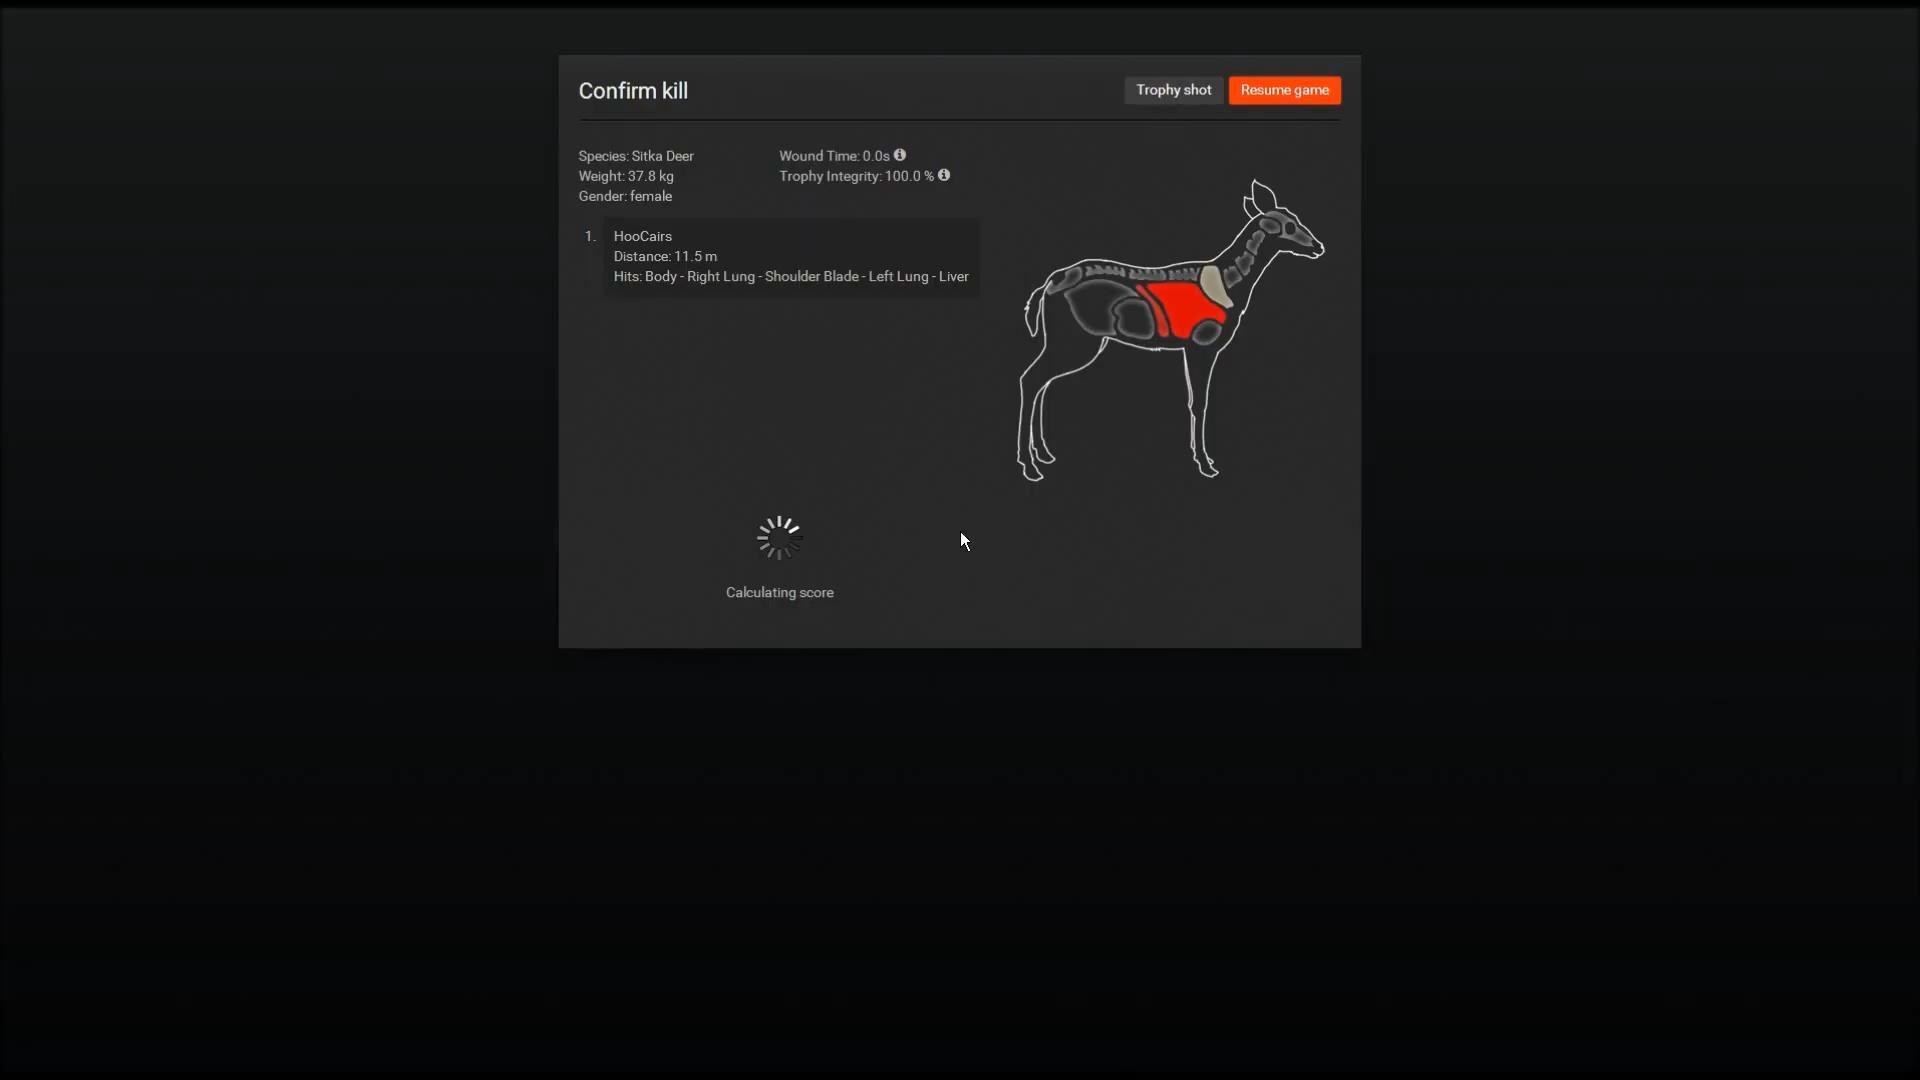 Confirm kill
Trophy shot
Resume game
Species: Sitka Deer
Weight: 37.8 kg
Gender: female
Wound Time: 0.0s
Trophy Integrity: 100.0 %
1.
HooCairs
Distance: 11.5 m
Hits: Body - Right Lung - Shoulder Blade - Left Lung - Liver
Calculating score